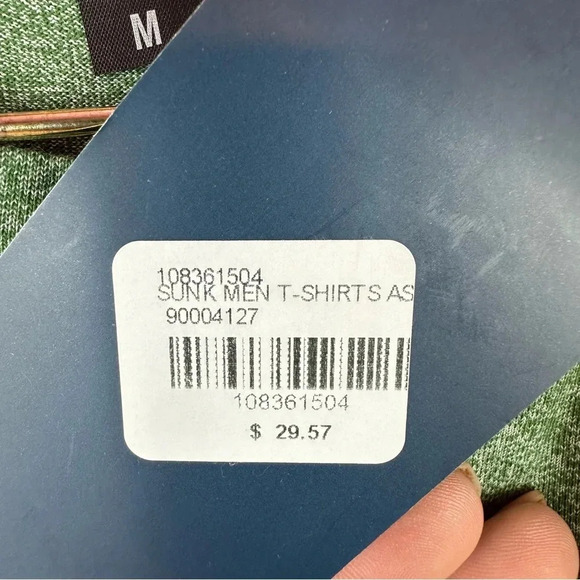 M
108361504
SUNK MEN T-SHIRTS AS
90004127
108361504
$ 29.57